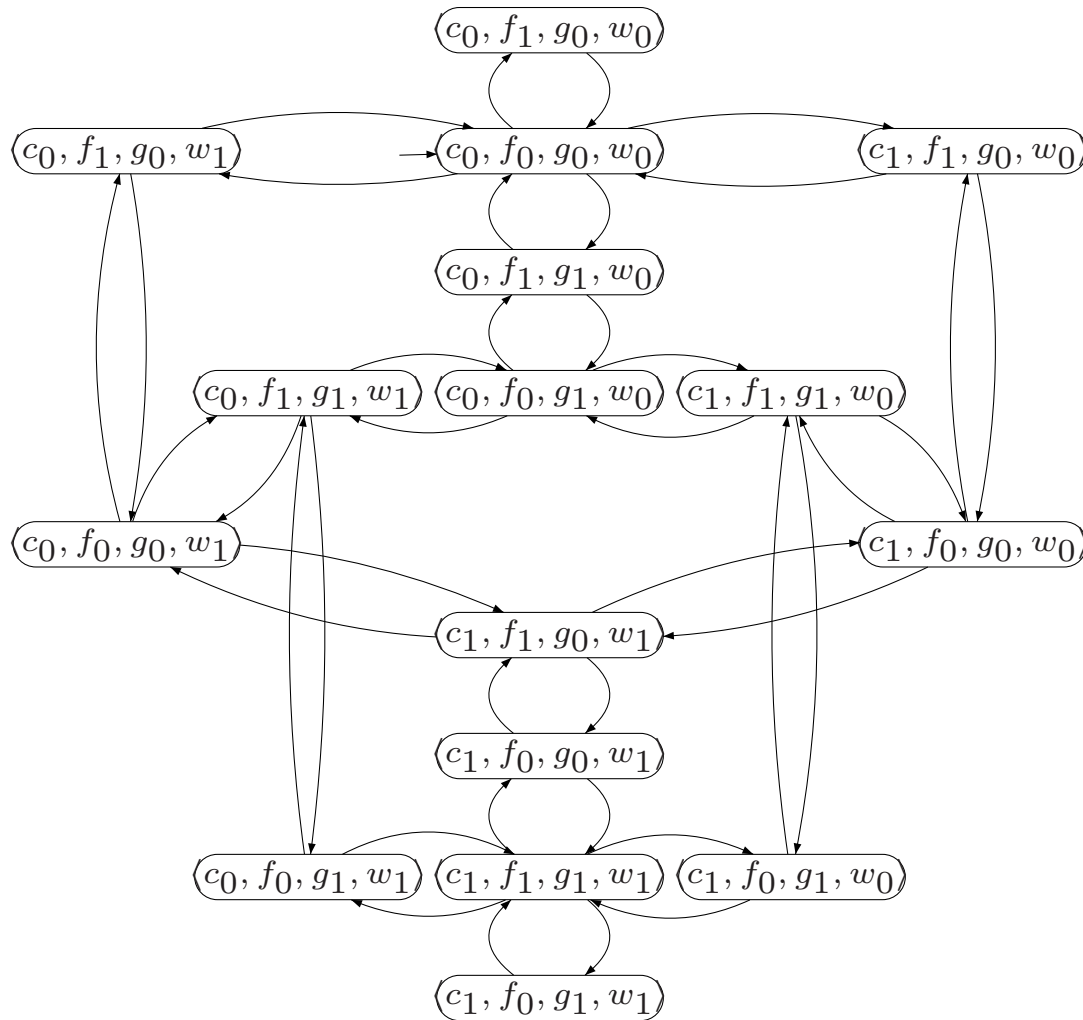 ⟨c₀, f₁, g₀, w₀⟩
⟨c₀, f₁, g₀, w₁⟩ ⟨c₀, f₀, g₀, w₀⟩ ⟨c₁, f₁, g₀, w₀⟩
⟨c₀, f₁, g₁, w₀⟩
⟨c₀, f₁, g₁, w₁⟩ ⟨c₀, f₀, g₁, w₀⟩ ⟨c₁, f₁, g₁, w₀⟩
⟨c₀, f₀, g₀, w₁⟩ ⟨c₁, f₀, g₀, w₀⟩
⟨c₁, f₁, g₀, w₁⟩
⟨c₁, f₀, g₀, w₁⟩
⟨c₀, f₀, g₁, w₁⟩ ⟨c₁, f₁, g₁, w₁⟩ ⟨c₁, f₀, g₁, w₀⟩
⟨c₁, f₀, g₁, w₁⟩